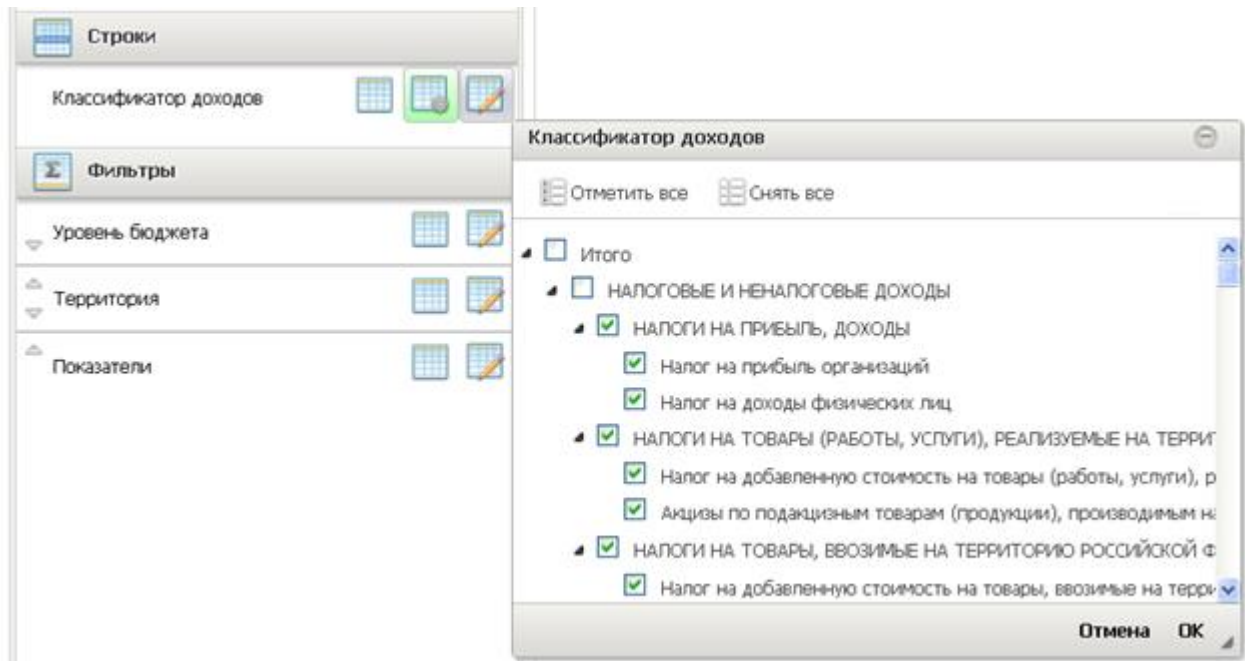 Строки
Классификатор доходов
Фильтры
Уровень бюджета
Территория
Показатели
Классификатор доходов
Отметить все Снять все
Итого
НАЛОГОВЫЕ И НЕНАЛОГОВЫЕ ДОХОДЫ
НАЛОГИ НА ПРИБЫЛЬ, ДОХОДЫ
Налог на прибыль организаций
Налог на доходы физических лиц
НАЛОГИ НА ТОВАРЫ (РАБОТЫ, УСЛУГИ), РЕАЛИЗУЕМЫЕ НА ТЕРРИТ
Налог на добавленную стоимость на товары (работы, услуги), р
Акцизы по подакцизным товарам (продукции), производимым на
НАЛОГИ НА ТОВАРЫ, ВВОЗИМЫЕ НА ТЕРРИТОРИЮ РОССИЙСКОЙ Ф
Налог на добавленную стоимость на товары, ввозимые на терри
Отмена ОК